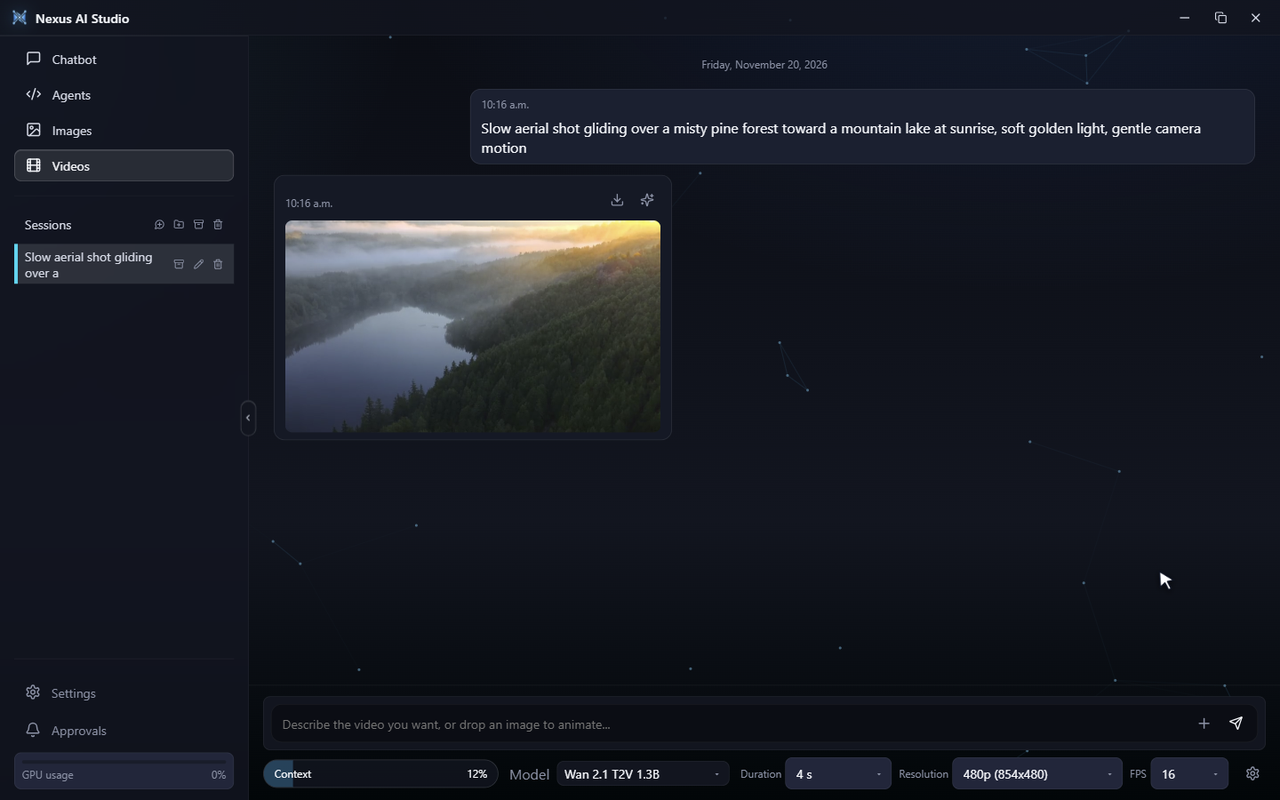 Nexus AI Studio
Chatbot
Agents
Images
Videos
Sessions
Slow aerial shot gliding
over a
Settings
Approvals
GPU usage 0%
Friday, November 20, 2026
10:16 a.m.
Slow aerial shot gliding over a misty pine forest toward a mountain lake at sunrise, soft golden light, gentle camera
motion
10:16 a.m.
Describe the video you want, or drop an image to animate...
Context 12% Model Wan 2.1 T2V 1.3B Duration 4 s Resolution 480p (854x480) FPS 16